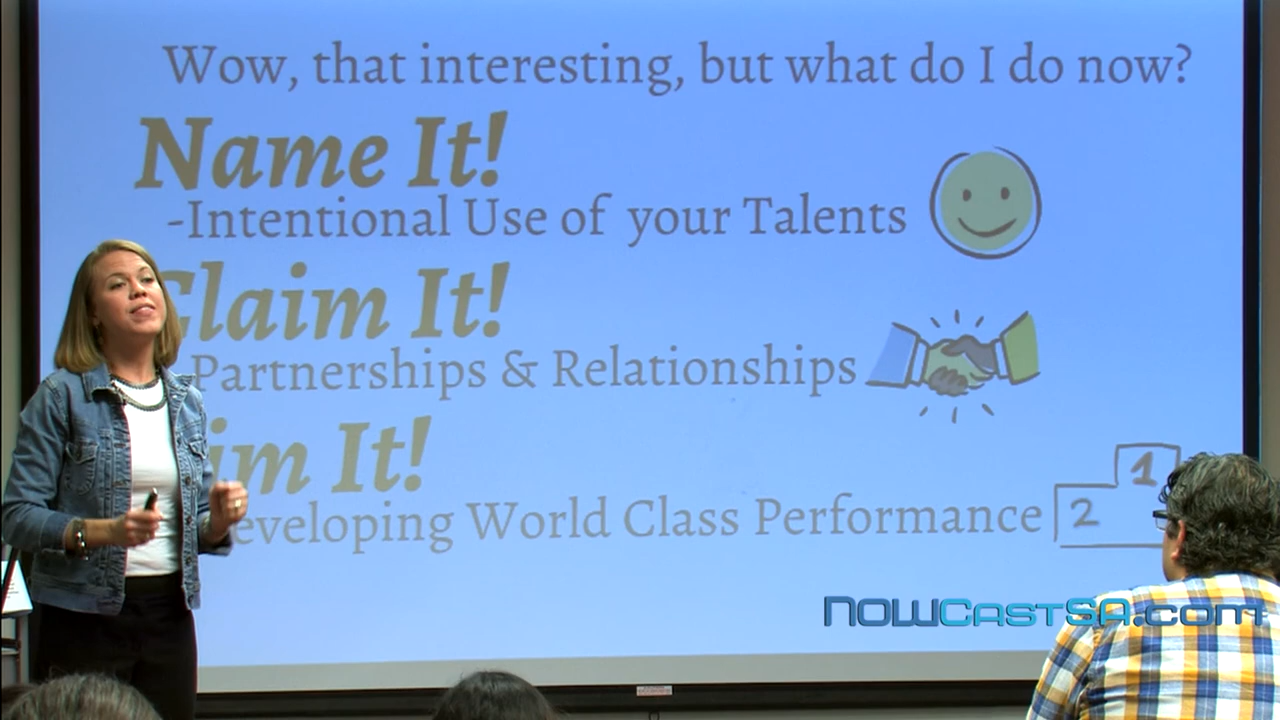 Wow, that interesting, but what do I do now?
Name It!
-Intentional Use of your Talents
Claim It!
Partnerships & Relationships
im It!
eveloping World Class Performance
1
2
NOWCASTSA.com